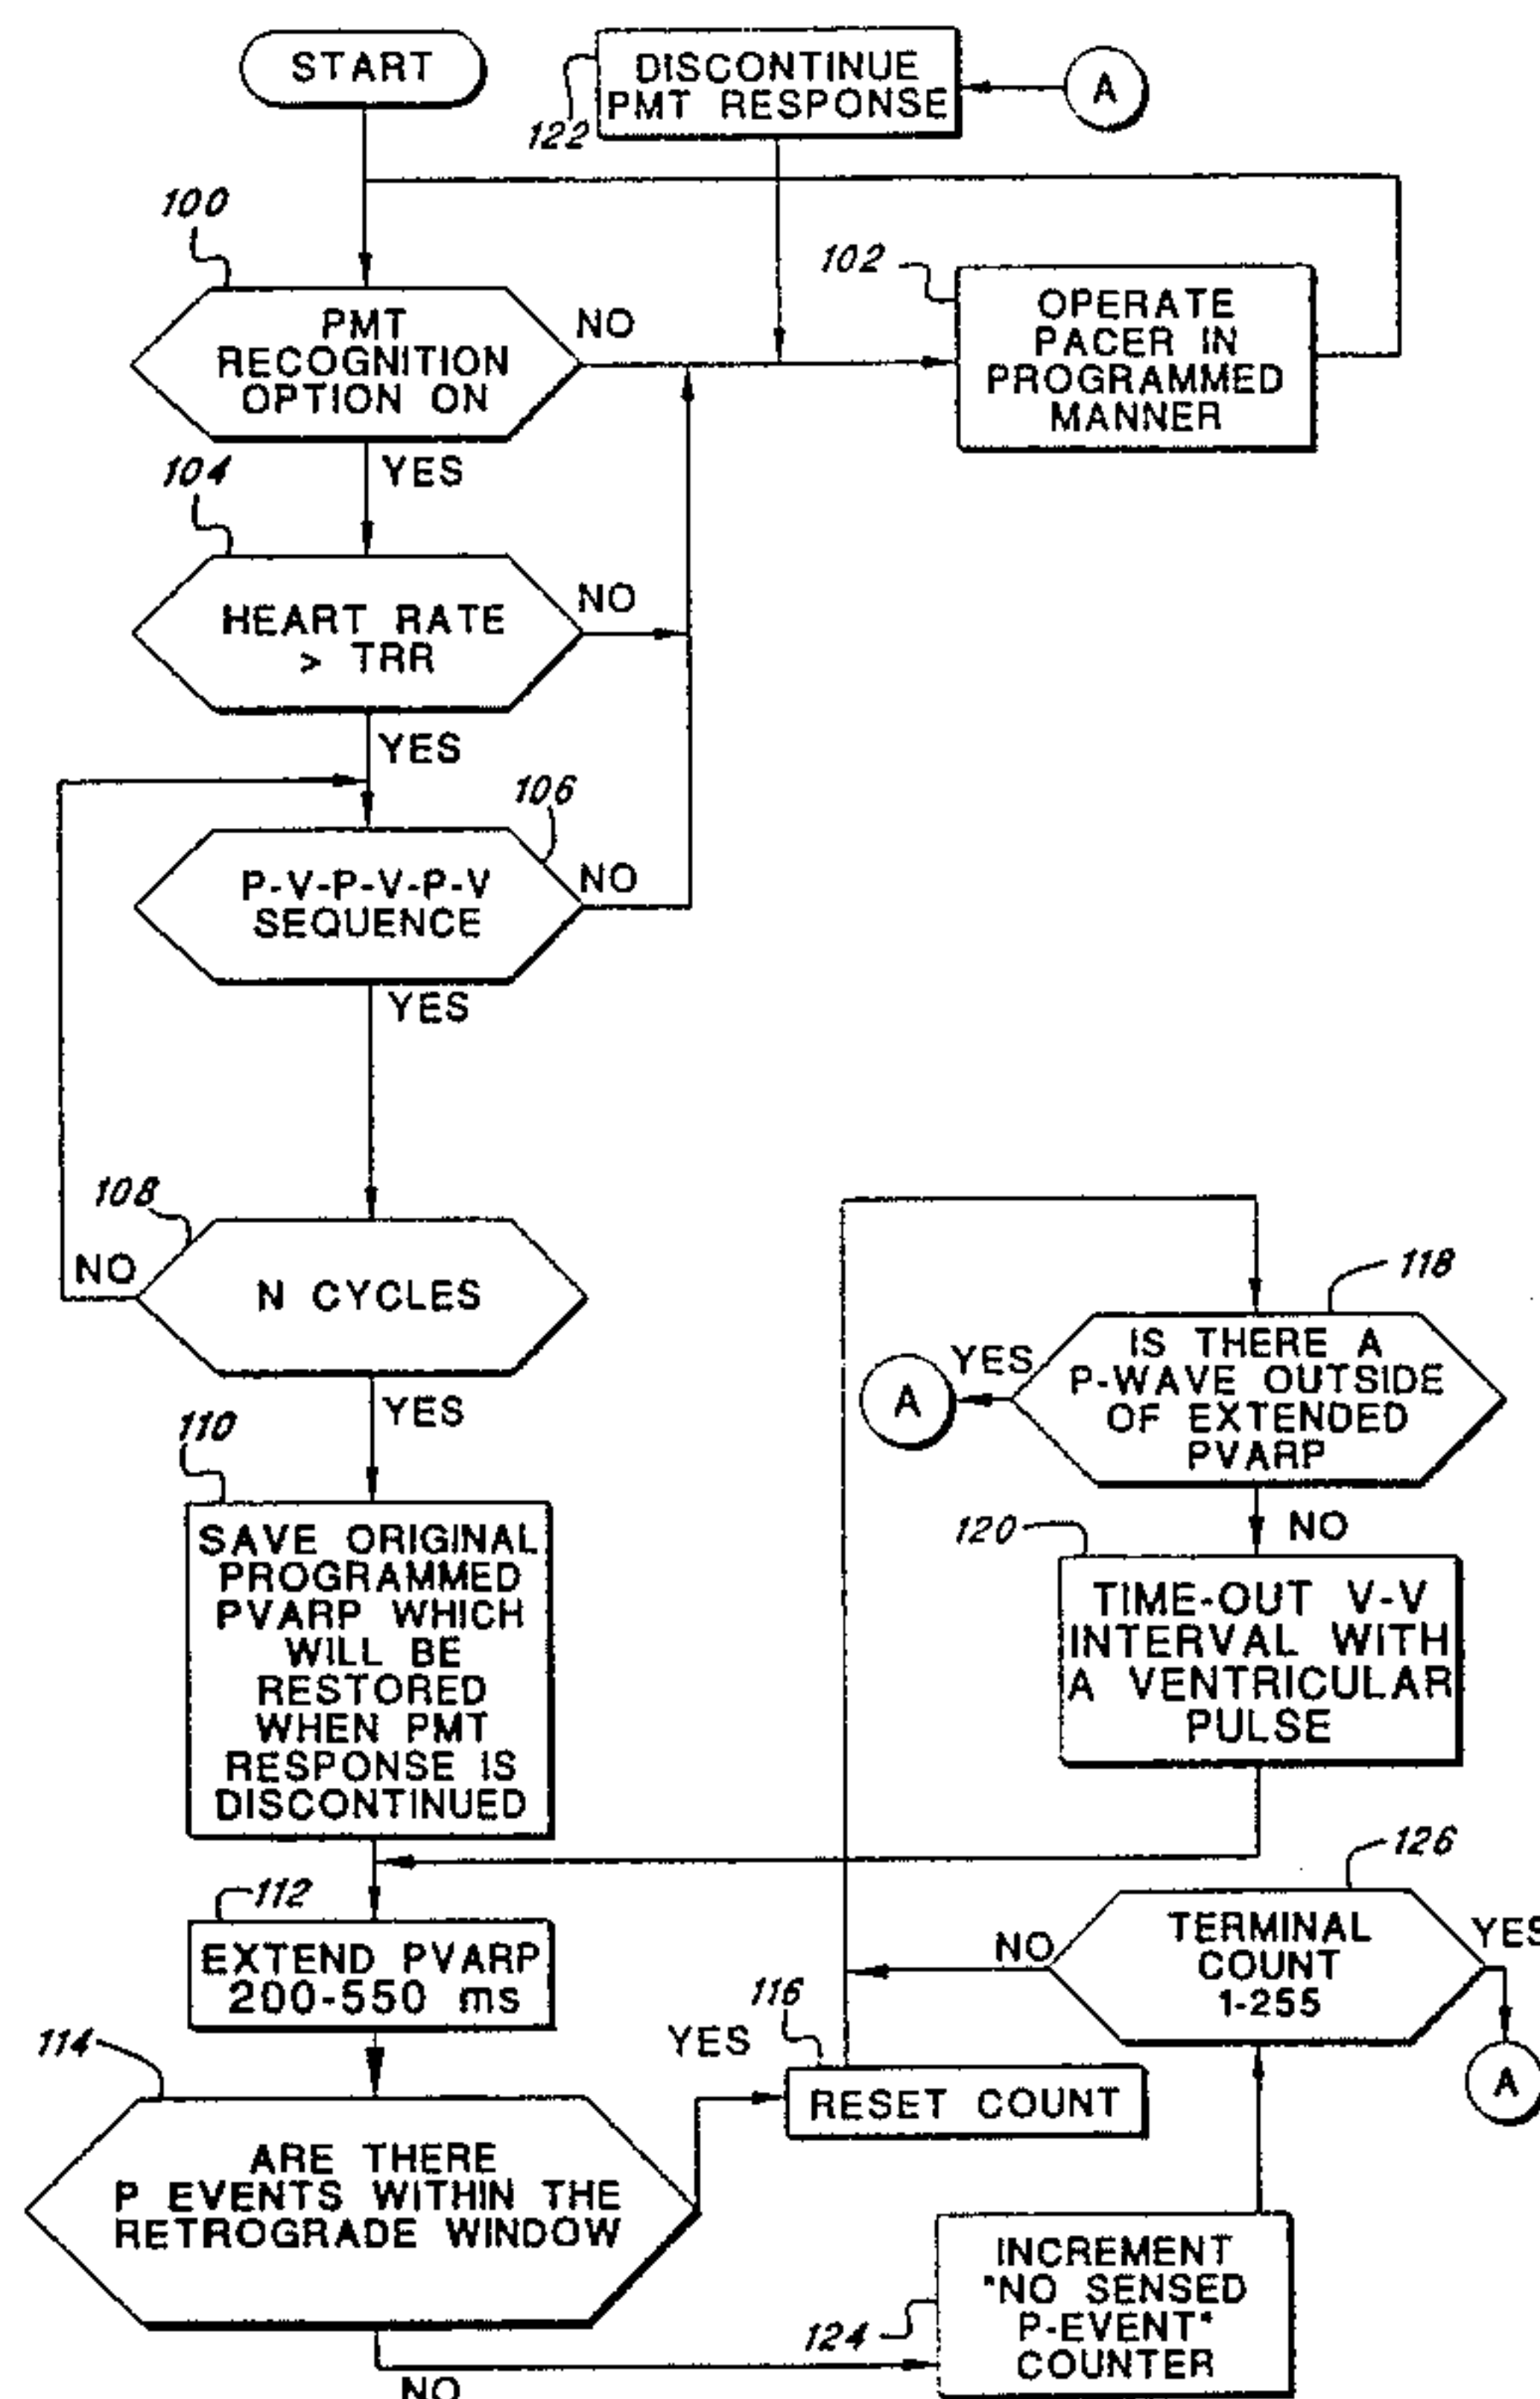 START
DISCONTINUE
PMT RESPONSE
A
122
100
PMT
RECOGNITION
OPTION ON
NO
102
OPERATE
PACER IN
PROGRAMMED
MANNER
YES
104
HEART RATE
> TRR
NO
YES
106
P-V-P-V-P-V
SEQUENCE
NO
YES
108
NO
N CYCLES
YES
118
IS THERE A
P-WAVE OUTSIDE
OF EXTENDED
PVARP
YES
A
NO
110
SAVE ORIGINAL
PROGRAMMED
PVARP WHICH
WILL BE
RESTORED
WHEN PMT
RESPONSE IS
DISCONTINUED
120
TIME-OUT V-V
INTERVAL WITH
A VENTRICULAR
PULSE
112
EXTEND PVARP
200-550 ms
126
TERMINAL
COUNT
1-255
NO
YES
A
114
ARE THERE
P EVENTS WITHIN THE
RETROGRADE WINDOW
YES
116
RESET COUNT
NO
124
INCREMENT
"NO SENSED
P-EVENT"
COUNTER